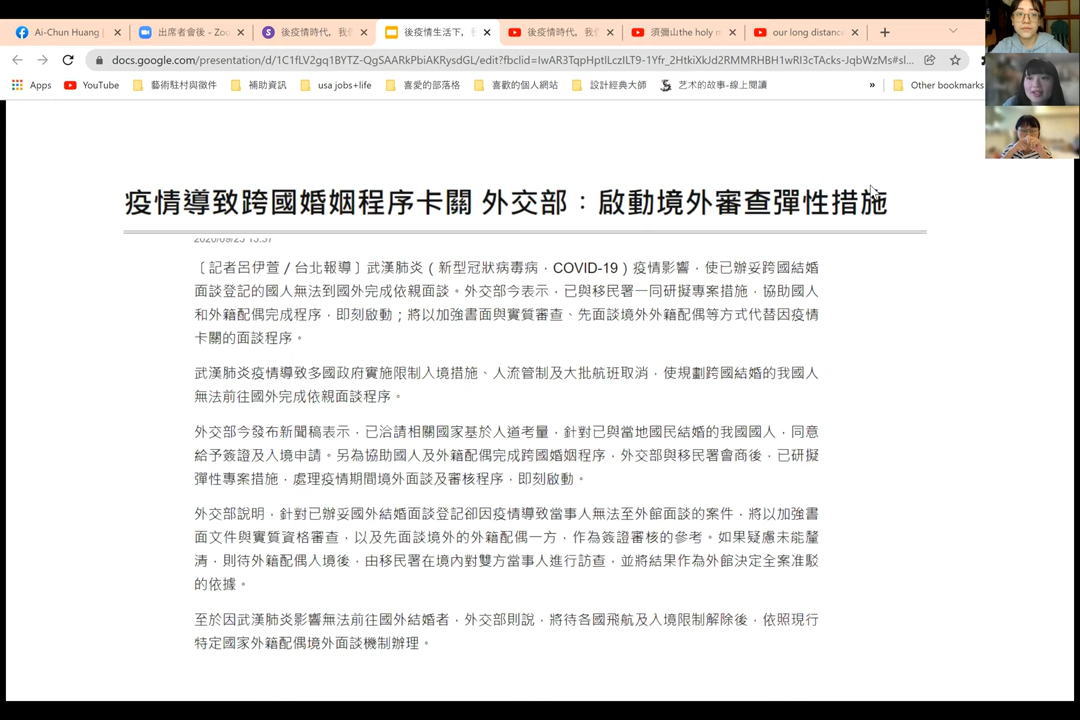 Ai-Chun Huang |
出席者會後 - Zoo
後疫情時代，我
後疫情生活下，
後疫情時代，我
須彌山the holy m
our long distanc
docs.google.com/presentation/d/1C1fLV2gq1BYTZ-QgSAARkPbiAKRysdGL/edit?fbclid=IwAR3TqpHptlLczILT9-1Yfr_2HtkiXkJd2RMMRHBH1wRI3cTAcks-JqbWzMs#sl...
Apps
YouTube
藝術駐村與徵件
補助資訊
usa jobs+life
喜愛的部落格
喜歡的個人網站
設計經典大師
艺术的故事-線上閱讀
»
Other bookmarks
疫情導致跨國婚姻程序卡關 外交部：啟動境外審查彈性措施
2020/09/25 15:37
〔記者呂伊萱／台北報導〕武漢肺炎（新型冠狀病毒病，COVID-19）疫情影響，使已辦妥跨國結婚
面談登記的國人無法到國外完成依親面談。外交部今表示，已與移民署一同研擬專案措施，協助國人
和外籍配偶完成程序，即刻啟動；將以加強書面與實質審查、先面談境外外籍配偶等方式代替因疫情
卡關的面談程序。
武漢肺炎疫情導致多國政府實施限制入境措施、人流管制及大批航班取消，使規劃跨國結婚的我國人
無法前往國外完成依親面談程序。
外交部今發布新聞稿表示，已洽請相關國家基於人道考量，針對已與當地國民結婚的我國國人，同意
給予簽證及入境申請。另為協助國人及外籍配偶完成跨國婚姻程序，外交部與移民署會商後，已研擬
彈性專案措施，處理疫情期間境外面談及審核程序，即刻啟動。
外交部說明，針對已辦妥國外結婚面談登記卻因疫情導致當事人無法至外館面談的案件，將以加強書
面文件與實質資格審查，以及先面談境外的外籍配偶一方，作為簽證審核的參考。如果疑慮未能釐
清，則待外籍配偶入境後，由移民署在境內對雙方當事人進行訪查，並將結果作為外館決定全案准駁
的依據。
至於因武漢肺炎影響無法前往國外結婚者，外交部則說，將待各國飛航及入境限制解除後，依照現行
特定國家外籍配偶境外面談機制辦理。